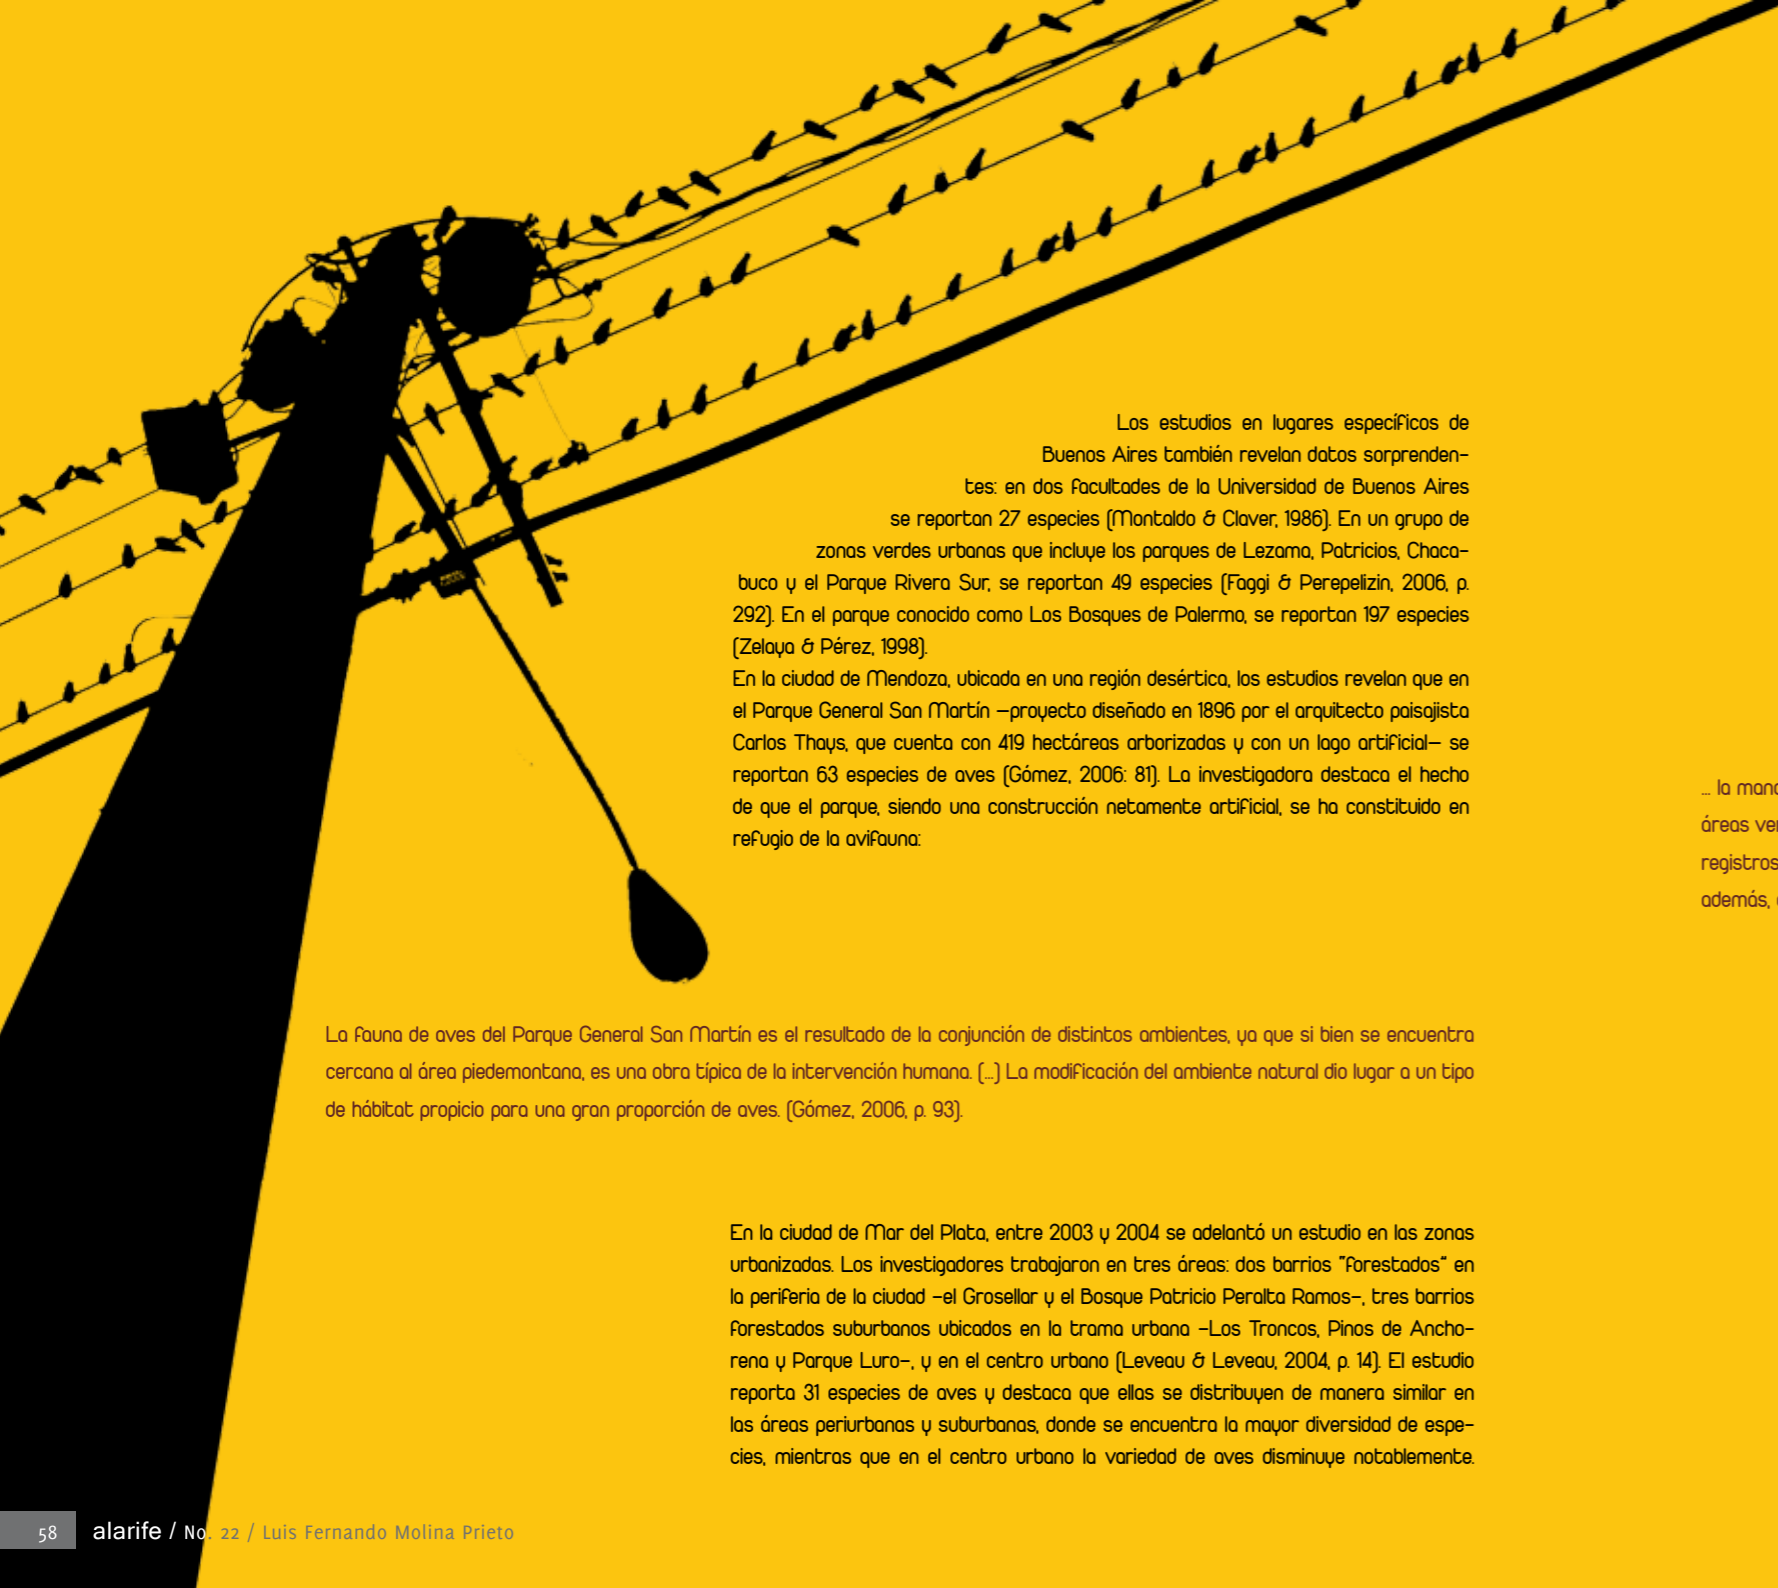 Los estudios en lugares específicos de
Buenos Aires también revelan datos sorprenden-
tes: en dos facultades de la Universidad de Buenos Aires
se reportan 27 especies (Montaldo & Claver, 1986). En un grupo de
zonas verdes urbanas que incluye los parques de Lezama, Patricios, Chaca-
buco y el Parque Rivera Sur, se reportan 49 especies (Faggi & Perepelizin, 2006, p.
292). En el parque conocido como Los Bosques de Palermo, se reportan 197 especies
(Zelaya & Pérez, 1998).
En la ciudad de Mendoza, ubicada en una región desértica, los estudios revelan que en
el Parque General San Martín —proyecto diseñado en 1896 por el arquitecto paisajista
Carlos Thays, que cuenta con 419 hectáreas arborizadas y con un lago artificial— se
reportan 63 especies de aves (Gómez, 2006: 81). La investigadora destaca el hecho
de que el parque, siendo una construcción netamente artificial, se ha constituido en
refugio de la avifauna:
... la
áreas
registros
además,
La fauna de aves del Parque General San Martín es el resultado de la conjunción de distintos ambientes, ya que si bien se encuentra
cercana al área piedemontana, es una obra típica de la intervención humana. (...) La modificación del ambiente natural dio lugar a un tipo
de hábitat propicio para una gran proporción de aves. (Gómez, 2006, p. 93).
En la ciudad de Mar del Plata, entre 2003 y 2004 se adelantó un estudio en las zonas
urbanizadas. Los investigadores trabajaron en tres áreas: dos barrios "forestados" en
la periferia de la ciudad -el Grosellar y el Bosque Patricio Peralta Ramos-, tres barrios
forestados suburbanos ubicados en la trama urbana -Los Troncos, Pinos de Ancho-
rena y Parque Luro-, y en el centro urbano (Leveau & Leveau, 2004, p. 14). El estudio
reporta 31 especies de aves y destaca que ellas se distribuyen de manera similar en
las áreas periurbanas y suburbanas, donde se encuentra la mayor diversidad de espe-
cies, mientras que en el centro urbano la variedad de aves disminuye notablemente.
58 alarife / No. 22 / Luis Fernando Molina Prieto